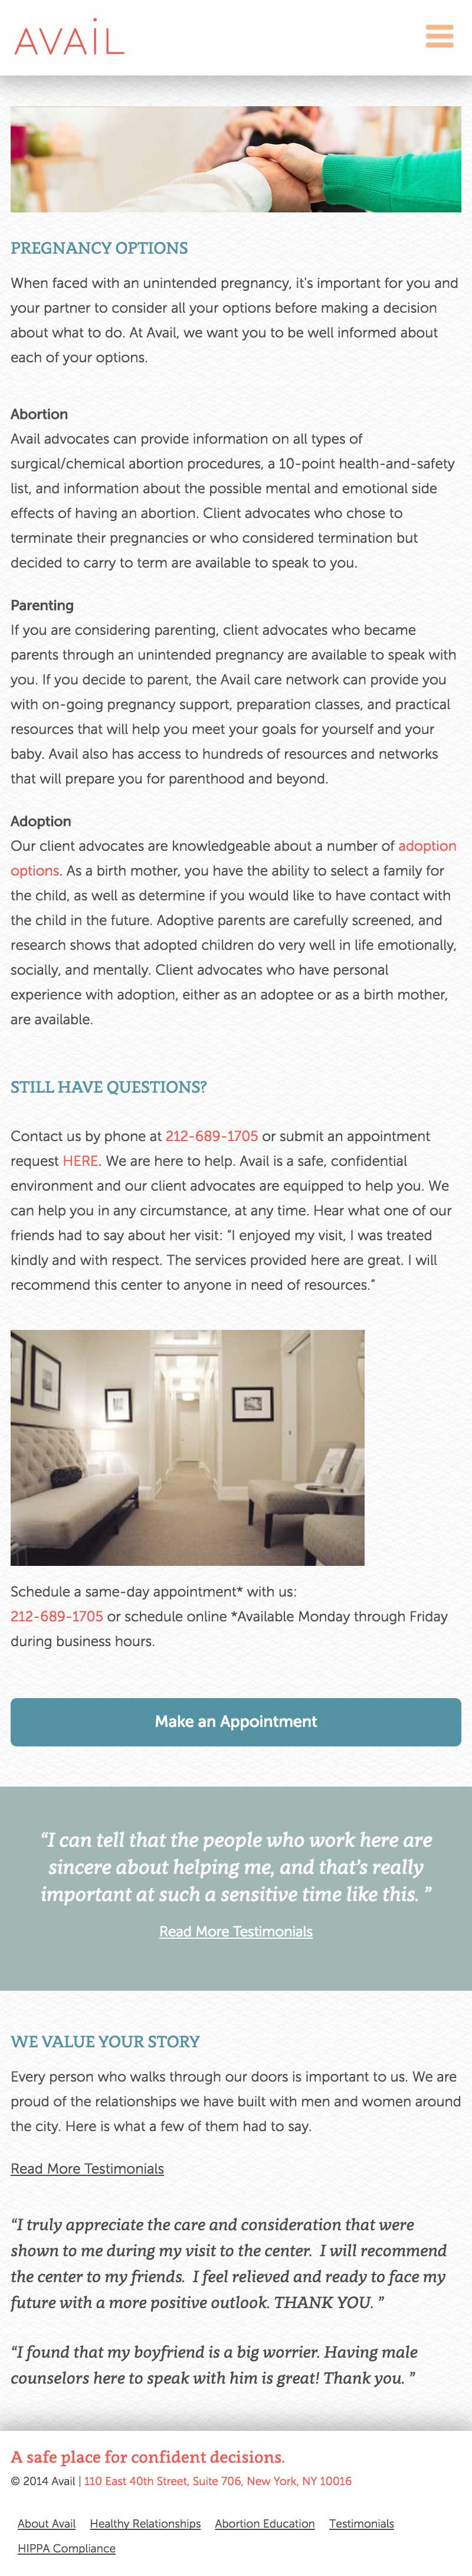 AVAIL
PREGNANCY OPTIONS
When faced with an unintended pregnancy, it's important for you and
your partner to consider all your options before making a decision
about what to do. At Avail, we want you to be well informed about
each of your options.
Abortion
Avail advocates can provide information on all types of
surgical/chemical abortion procedures, a 10-point health-and-safety
list, and information about the possible mental and emotional side
effects of having an abortion. Client advocates who chose to
terminate their pregnancies or who considered termination but
decided to carry to term are available to speak to you.
Parenting
If you are considering parenting, client advocates who became
parents through an unintended pregnancy are available to speak with
you. If you decide to parent, the Avail care network can provide you
with on-going pregnancy support, preparation classes, and practical
resources that will help you meet your goals for yourself and your
baby. Avail also has access to hundreds of resources and networks
that will prepare you for parenthood and beyond.
Adoption
Our client advocates are knowledgeable about a number of adoption
options. As a birth mother, you have the ability to select a family for
the child, as well as determine if you would like to have contact with
the child in the future. Adoptive parents are carefully screened, and
research shows that adopted children do very well in life emotionally,
socially, and mentally. Client advocates who have personal
experience with adoption, either as an adoptee or as a birth mother,
are available.
STILL HAVE QUESTIONS?
Contact us by phone at 212-689-1705 or submit an appointment
request HERE. We are here to help. Avail is a safe, confidential
environment and our client advocates are equipped to help you. We
can help you in any circumstance, at any time. Hear what one of our
friends had to say about her visit: “I enjoyed my visit, I was treated
kindly and with respect. The services provided here are great. I will
recommend this center to anyone in need of resources.”
Schedule a same-day appointment* with us:
212-689-1705 or schedule online *Available Monday through Friday
during business hours.
Make an Appointment
“I can tell that the people who work here are
sincere about helping me, and that’s really
important at such a sensitive time like this. ”
Read More Testimonials
WE VALUE YOUR STORY
Every person who walks through our doors is important to us. We are
proud of the relationships we have built with men and women around
the city. Here is what a few of them had to say.
Read More Testimonials
“I truly appreciate the care and consideration that were
shown to me during my visit to the center. I will recommend
the center to my friends. I feel relieved and ready to face my
future with a more positive outlook. THANK YOU. ”
“I found that my boyfriend is a big worrier. Having male
counselors here to speak with him is great! Thank you. ”
A safe place for confident decisions.
© 2014 Avail | 110 East 40th Street, Suite 706, New York, NY 10016
About Avail Healthy Relationships Abortion Education Testimonials
HIPPA Compliance